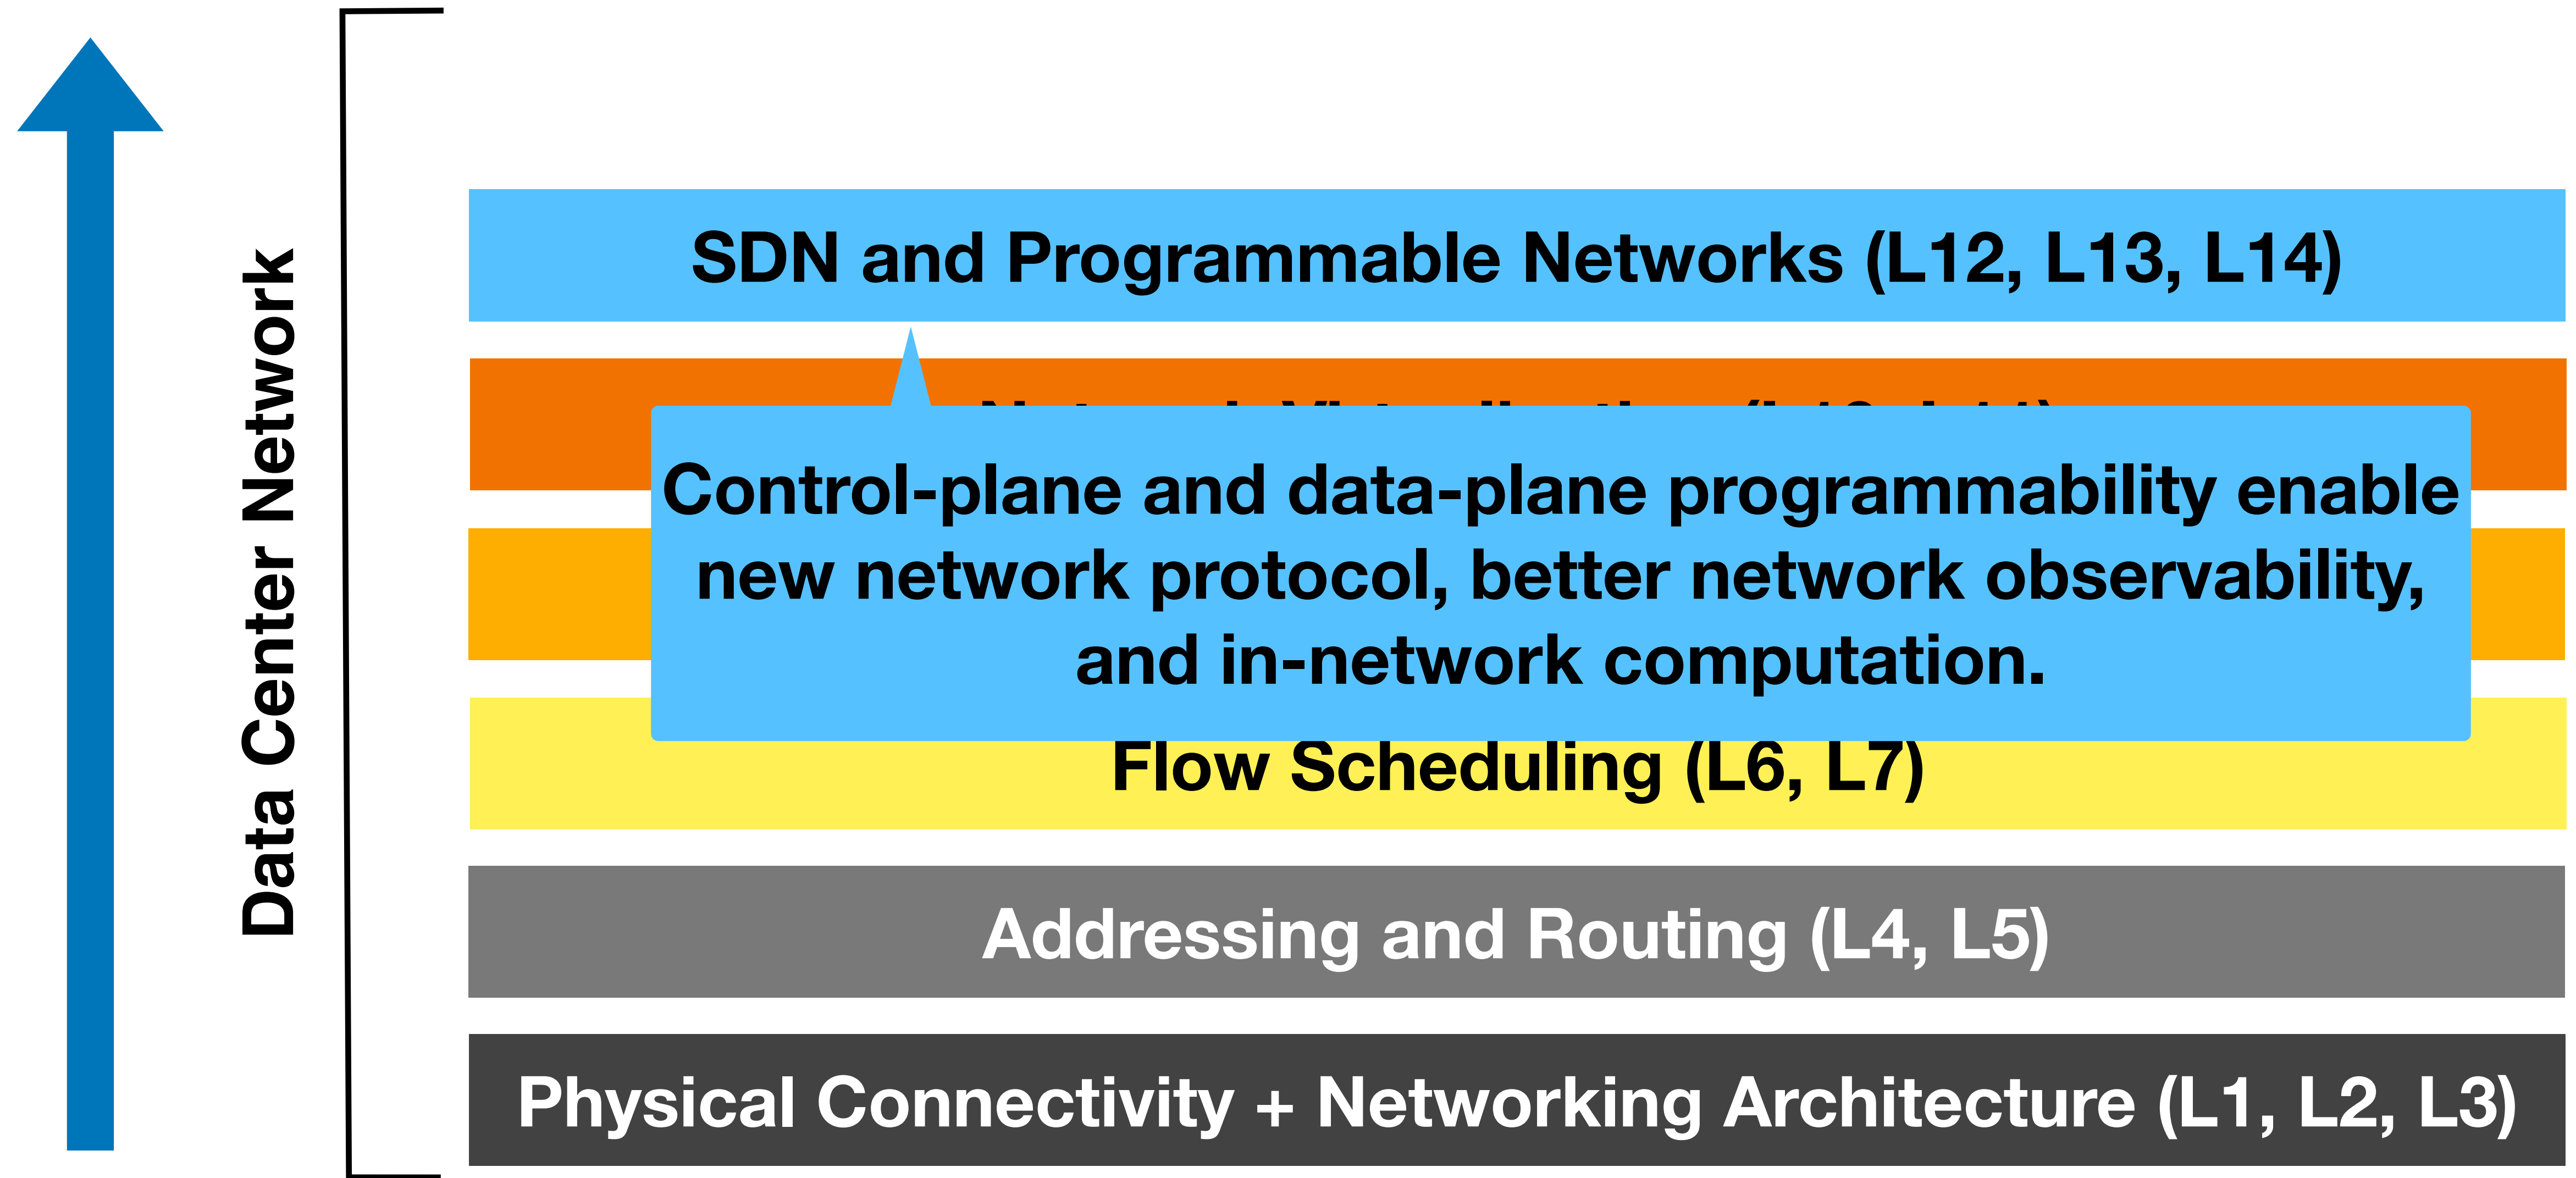 Data Center Network
SDN and Programmable Networks (L12, L13, L14)
Control-plane and data-plane programmability enable
new network protocol, better network observability,
and in-network computation.
Flow Scheduling (L6, L7)
Addressing and Routing (L4, L5)
Physical Connectivity + Networking Architecture (L1, L2, L3)